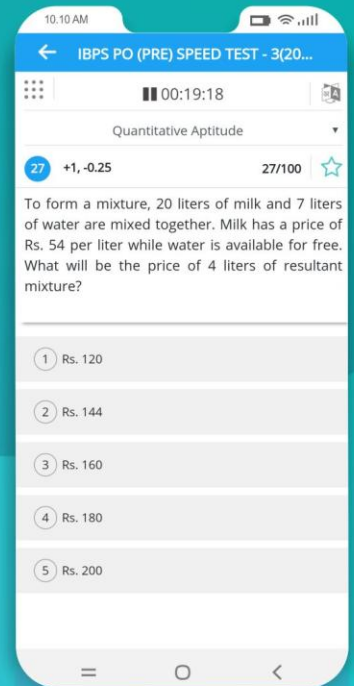 10.10 AM
IBPS PO (PRE) SPEED TEST - 3(20...
00:19:18
Quantitative Aptitude
27 +1, -0.25 27/100
To form a mixture, 20 liters of milk and 7 liters
of water are mixed together. Milk has a price of
Rs. 54 per liter while water is available for free.
What will be the price of 4 liters of resultant
mixture?
1 Rs. 120
2 Rs. 144
3 Rs. 160
4 Rs. 180
5 Rs. 200